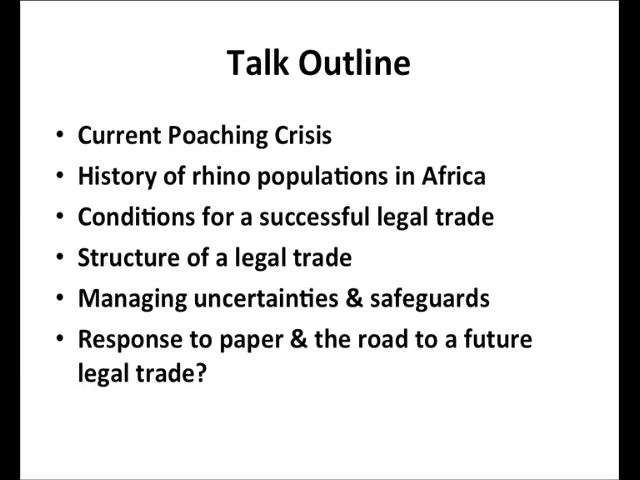 Talk Outline
• Current Poaching Crisis
• History of rhino populations in Africa
• Conditions for a successful legal trade
• Structure of a legal trade
• Managing uncertainties & safeguards
• Response to paper & the road to a future
legal trade?